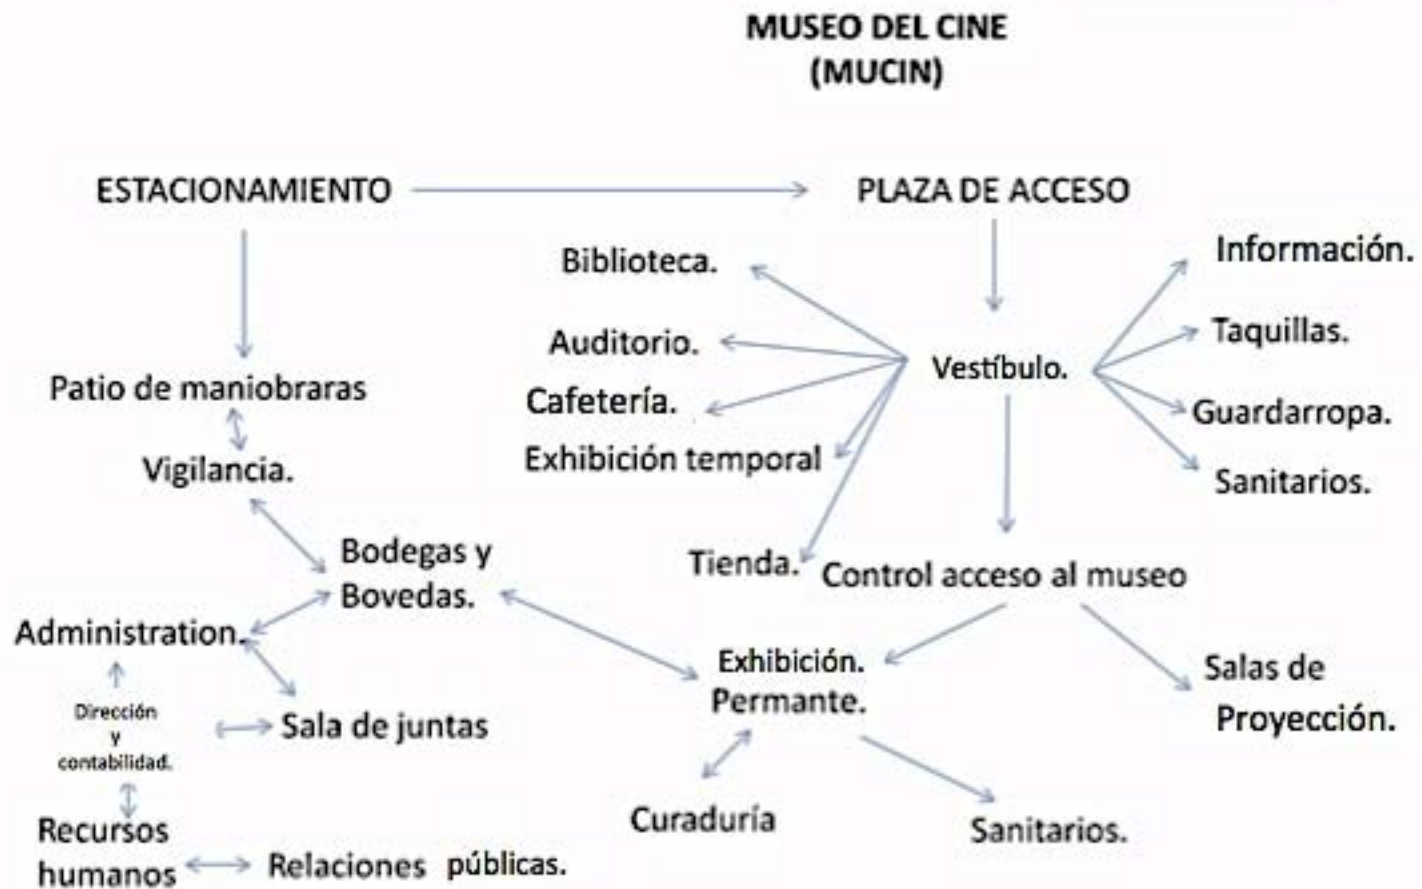 MUSEO DEL CINE
(MUCIN)
ESTACIONAMIENTO
PLAZA DE ACCESO
Biblioteca.
Información.
Auditorio.
Taquillas.
Vestíbulo.
Patio de maniobraras
Cafetería.
Guardarropa.
Vigilancia.
Exhibición temporal
Sanitarios.
Bodegas y
Bovedas.
Tienda.
Control acceso al museo
Administration.
Exhibición.
Permante.
Salas de
Proyección.
Dirección
y
contabilidad.
Sala de juntas
Curaduría
Sanitarios.
Recursos
humanos
Relaciones públicas.